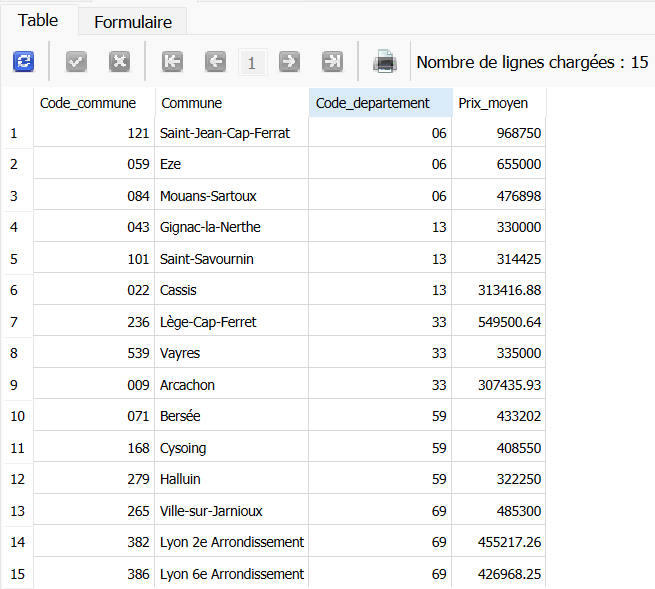 Table Formulaire
1 Nombre de lignes chargées : 15
Code_commune Commune Code_departement Prix_moyen
1 121 Saint-Jean-Cap-Ferrat 06 968750
2 059 Eze 06 655000
3 084 Mouans-Sartoux 06 476898
4 043 Gignac-la-Nerthe 13 330000
5 101 Saint-Savournin 13 314425
6 022 Cassis 13 313416.88
7 236 Lège-Cap-Ferret 33 549500.64
8 539 Vayres 33 335000
9 009 Arcachon 33 307435.93
10 071 Bersée 59 433202
11 168 Cysoing 59 408550
12 279 Halluin 59 322250
13 265 Ville-sur-Jarnioux 69 485300
14 382 Lyon 2e Arrondissement 69 455217.26
15 386 Lyon 6e Arrondissement 69 426968.25